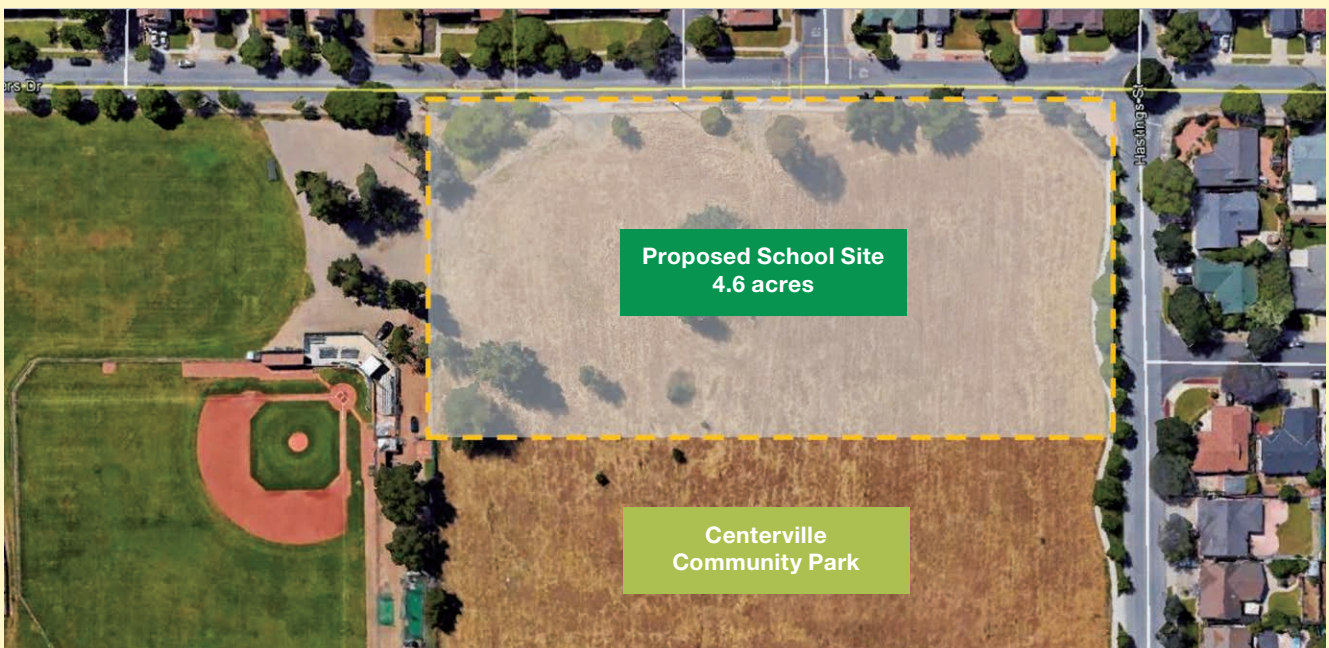 ers Dr
Hastings St
Proposed School Site
4.6 acres
Centerville
Community Park